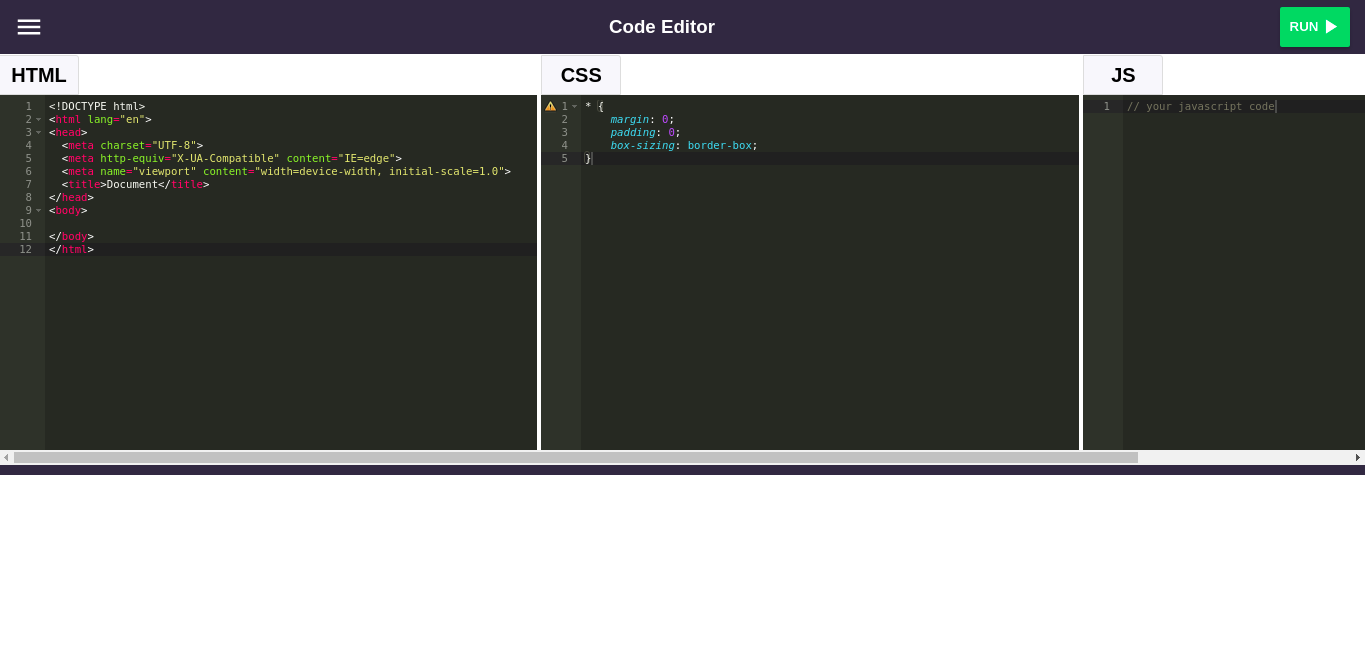 Code Editor
RUN
HTML
1 <!DOCTYPE html>
2 <html lang="en">
3 <head>
4   <meta charset="UTF-8">
5   <meta http-equiv="X-UA-Compatible" content="IE=edge">
6   <meta name="viewport" content="width=device-width, initial-scale=1.0">
7   <title>Document</title>
8 </head>
9 <body>
10
11 </body>
12 </html>
CSS
1 * {
2     margin: 0;
3     padding: 0;
4     box-sizing: border-box;
5 }
JS
1 // your javascript code